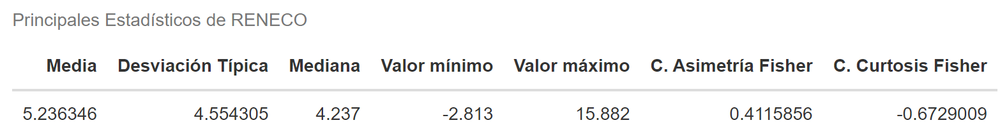 Principales Estadísticos de RENECO
Media Desviación Típica Mediana Valor mínimo Valor máximo C. Asimetría Fisher C. Curtosis Fisher
5.236346 4.554305 4.237 -2.813 15.882 0.4115856 -0.6729009